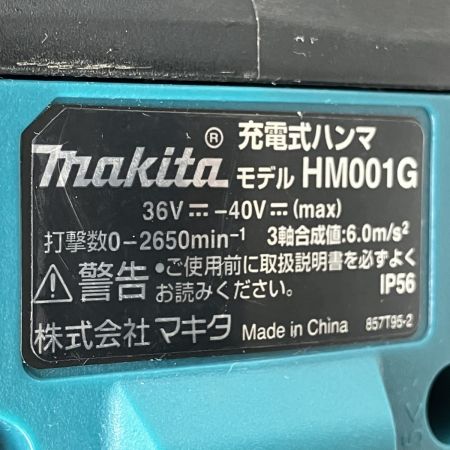 makita® 充電式ハンマ
モデル HM001G
36V⎓-40V⎓(max)
打撃数0-2650min⁻¹ 3軸合成値:6.0m/s²
⚠警告 •ご使用前に取扱説明書を必ずよく
お読みください。 IP56
株式会社 マキタ Made in China 857T95-2